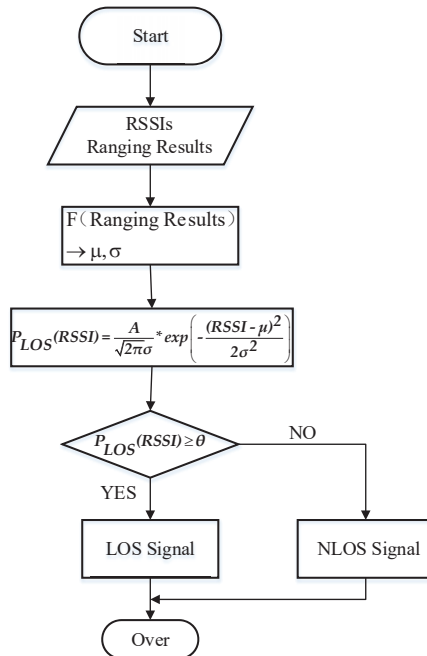 Start
RSSIs
Ranging Results
F（Ranging Results）
→ μ, σ
P_LOS(RSSI) = A/√2πσ * exp(-(RSSI - μ)²/2σ²)
P_LOS(RSSI) ≥ θ
NO
YES
LOS Signal
NLOS Signal
Over